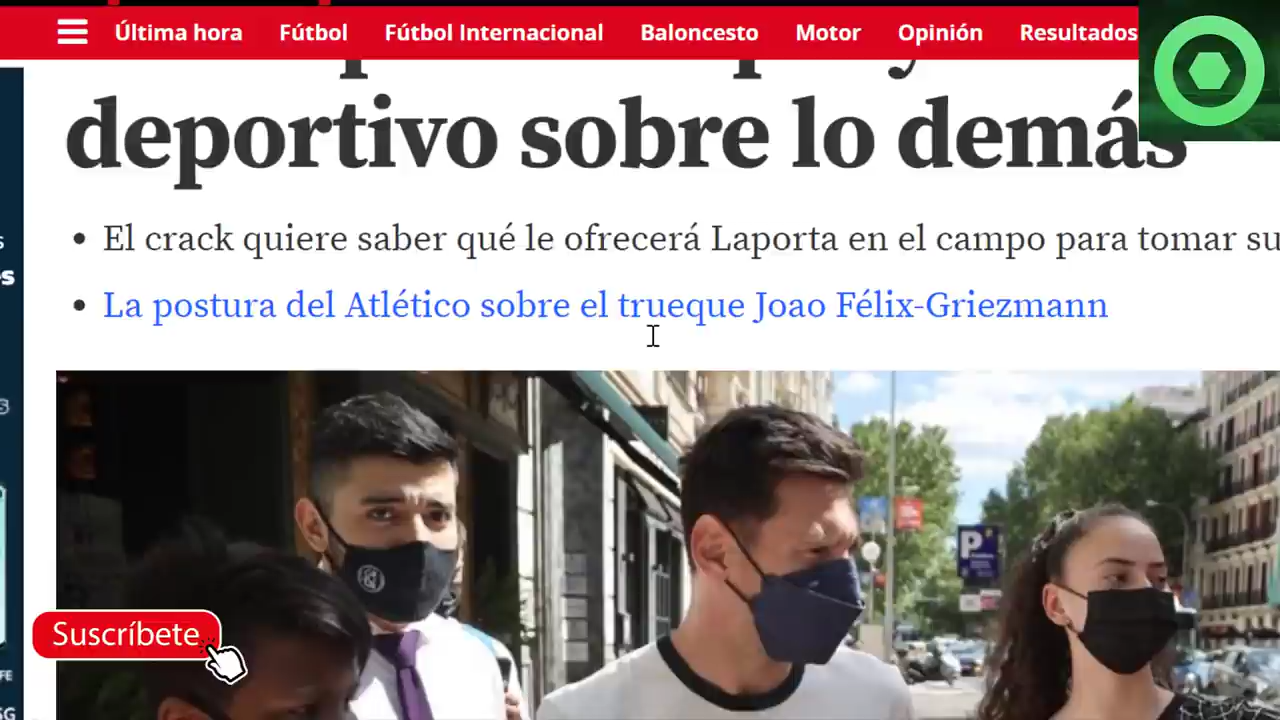 Última hora Fútbol Fútbol Internacional Baloncesto Motor Opinión Resultados
deportivo sobre lo demás
El crack quiere saber qué le ofrecerá Laporta en el campo para tomar su
La postura del Atlético sobre el trueque Joao Félix-Griezmann
P
Suscríbete